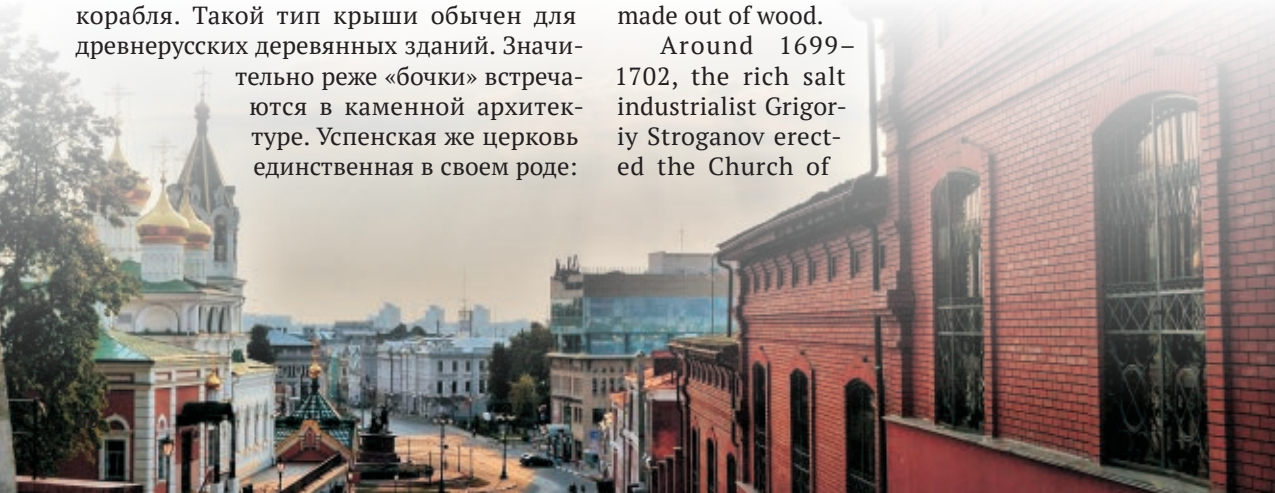 корабля. Такой тип крыши обычен для
древнерусских деревянных зданий. Значи-
тельно реже «бочки» встреча-
ются в каменной архитек-
туре. Успенская же церковь
единственная в своем роде:
made out of wood.
Around 1699–
1702, the rich salt
industrialist Grigor-
iy Stroganov erect-
ed the Church of